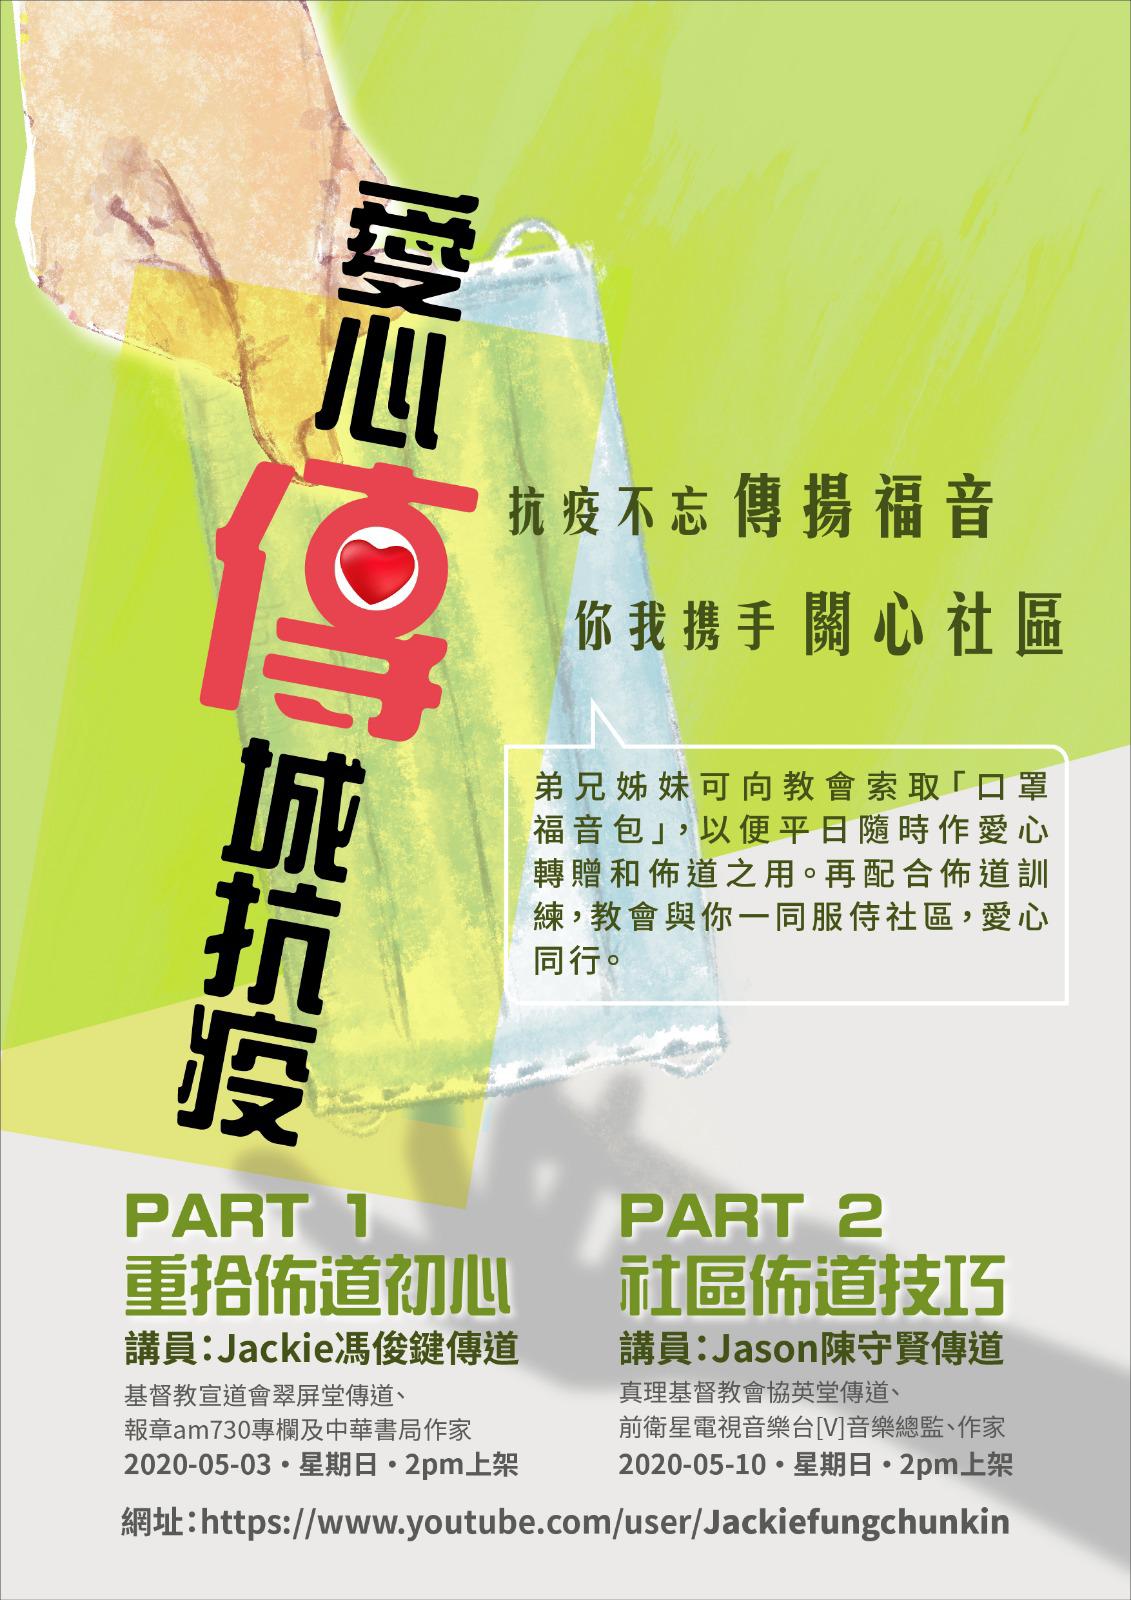 愛心傳城抗疫
抗疫不忘傳揚福音
你我携手關心社區
弟兄姊妹可向教會索取「口罩
福音包」，以便平日隨時作愛心
轉贈和佈道之用。再配合佈道訓
練，教會與你一同服侍社區，愛心
同行。
PART 1
重拾佈道初心
講員：Jackie馮俊鍵傳道
基督教宣道會翠屏堂傳道、
報章am730專欄及中華書局作家
2020-05-03・星期日・2pm上架
PART 2
社區佈道技巧
講員：Jason陳守賢傳道
真理基督教會協英堂傳道、
前衛星電視音樂台[V]音樂總監、作家
2020-05-10・星期日・2pm上架
網址：https://www.youtube.com/user/Jackiefungchunkin